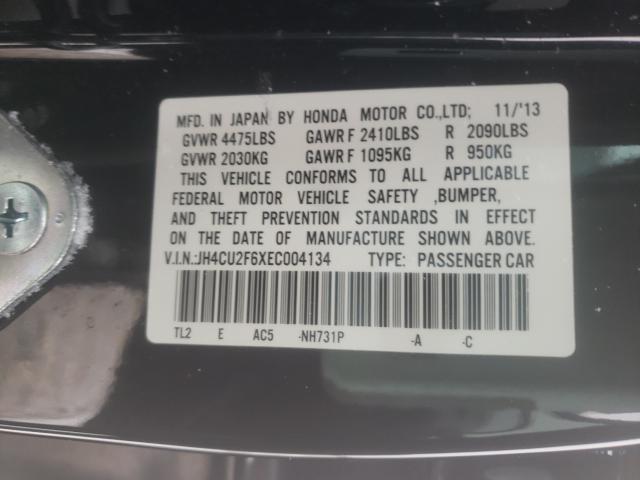 MFD. IN JAPAN BY HONDA MOTOR CO.,LTD; 11/'13
GVWR 4475LBS GAWR F 2410LBS R 2090LBS
GVWR 2030KG GAWR F 1095KG R 950KG
THIS VEHICLE CONFORMS TO ALL APPLICABLE
FEDERAL MOTOR VEHICLE SAFETY ,BUMPER,
AND THEFT PREVENTION STANDARDS IN EFFECT
ON THE DATE OF MANUFACTURE SHOWN ABOVE.
V.I.N.:JH4CU2F6XEC004134 TYPE: PASSENGER CAR
TL2 E AC5 -NH731P -A -C